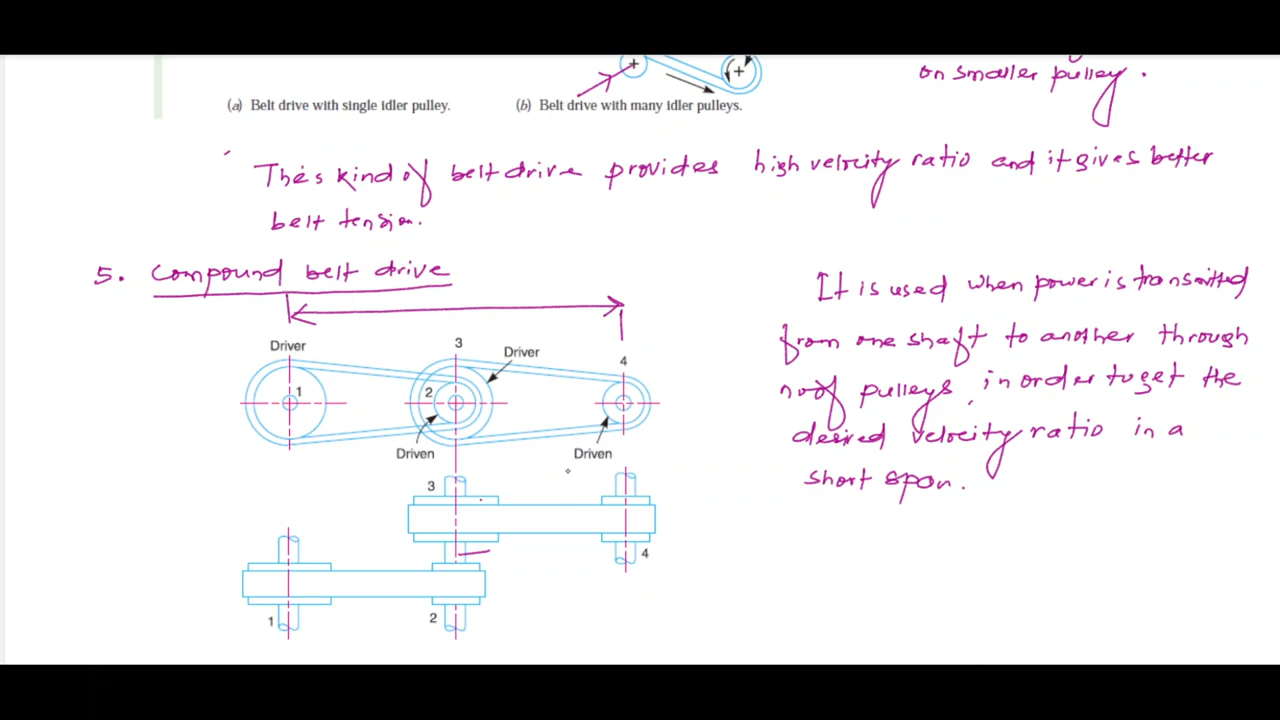 on smaller pulley.
(a) Belt drive with single idler pulley.
(b) Belt drive with many idler pulleys.
This kind of belt drive provides high velocity ratio and it gives better
belt tension.
5. Compound belt drive
It is used when power is transmitted
from one shaft to another through
no of pulleys, in order to get the
desired velocity ratio in a
short span.
Driver
3
Driver
4
1
2
Driven
Driven
3
4
1
2